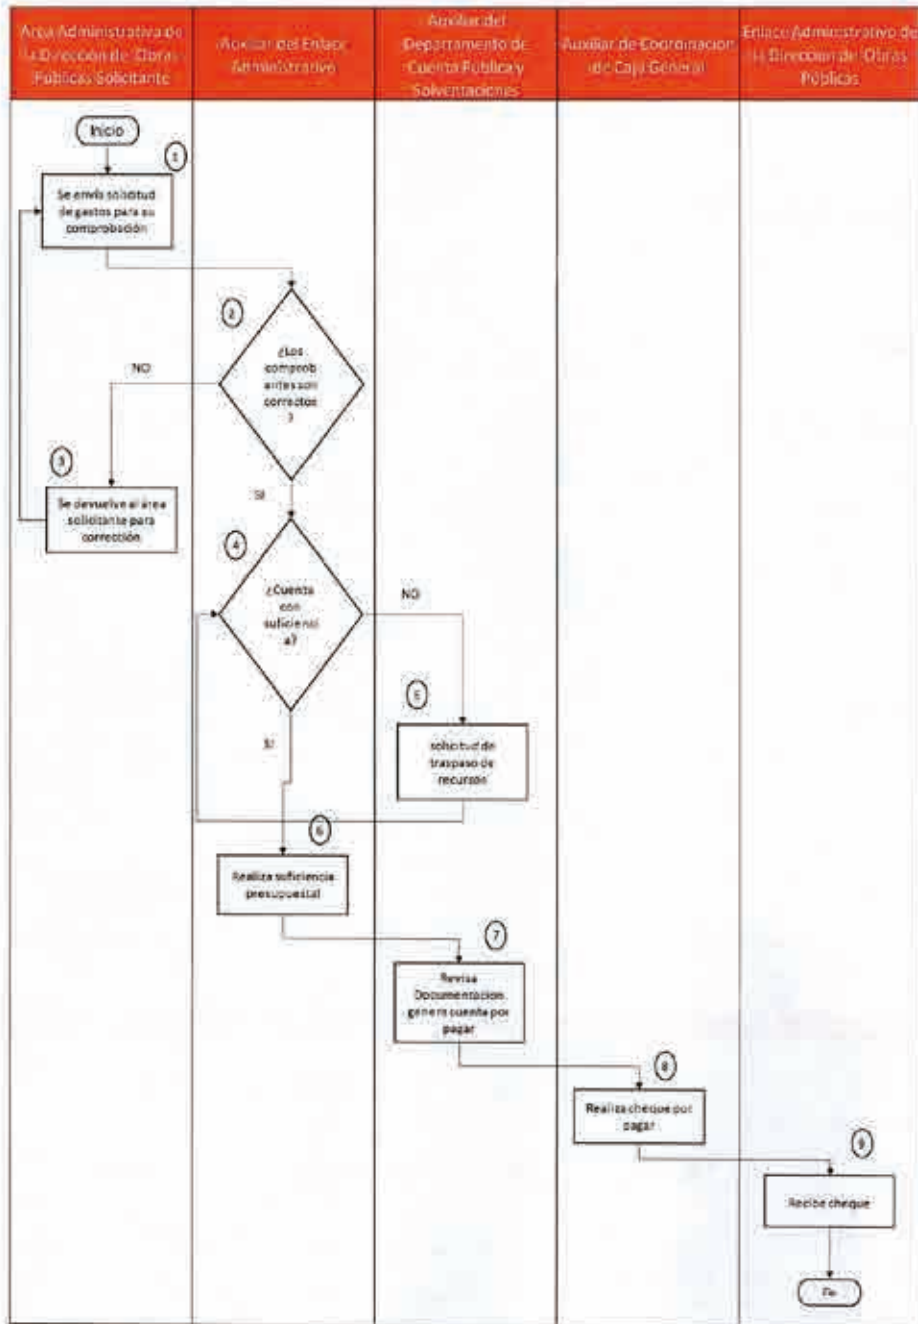 Área Administrativa de
la Dirección de Obras
Públicas Solicitante
Auxiliar del Enlace
Administrativo
Auxiliar del
Departamento de
Cuenta Pública y
Solventaciones
Auxiliar de Coordinación
de Caja General
Enlace Administrativo de
la Dirección de Obras
Públicas
Inicio
1
Se envía solicitud
de gastos para su
comprobación
2
¿Los
comprob
antes son
correctos
?
NO
3
Se devuelve al área
solicitante para
corrección
SI
4
¿Cuenta
con
suficienci
a?
NO
5
solicitud de
traspaso de
recursos
SI
6
Realiza suficiencia
presupuestal
7
Revisa
Documentación,
genera cuenta por
pagar
8
Realiza cheque por
pagar
9
Recibe cheque
Fin